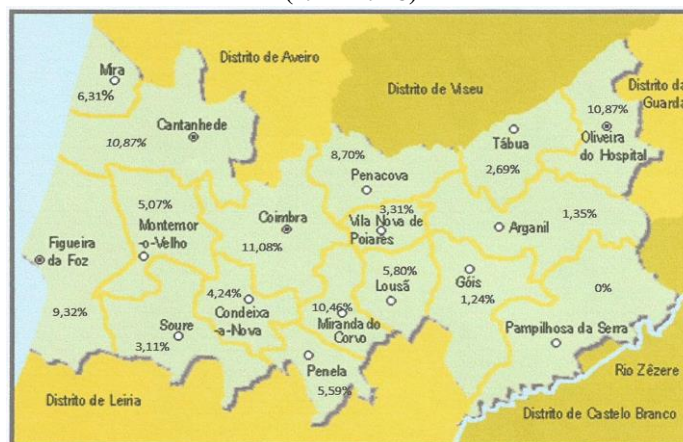 Distrito de Aveiro
Mira
6,31%
Distrito de Viseu
Distrito da
Guarda
10,87%
Cantanhede
10,87%
Oliveira
do Hospital
Tábua
2,69%
8,70%
Penacova
5,07%
Montemor
-o-Velho
Coimbra
11,08%
3,31%
Vila Nova de
Poiares
Arganil
1,35%
Figueira
da Foz
9,32%
4,24%
Condeixa
-a-Nova
5,80%
Lousã
Góis
1,24%
0%
10,46%
Miranda do
Corvo
Soure
3,11%
Pampilhosa da Serra
Penela
5,59%
Rio Zêzere
Distrito de Leiria
Distrito de Castelo Branco